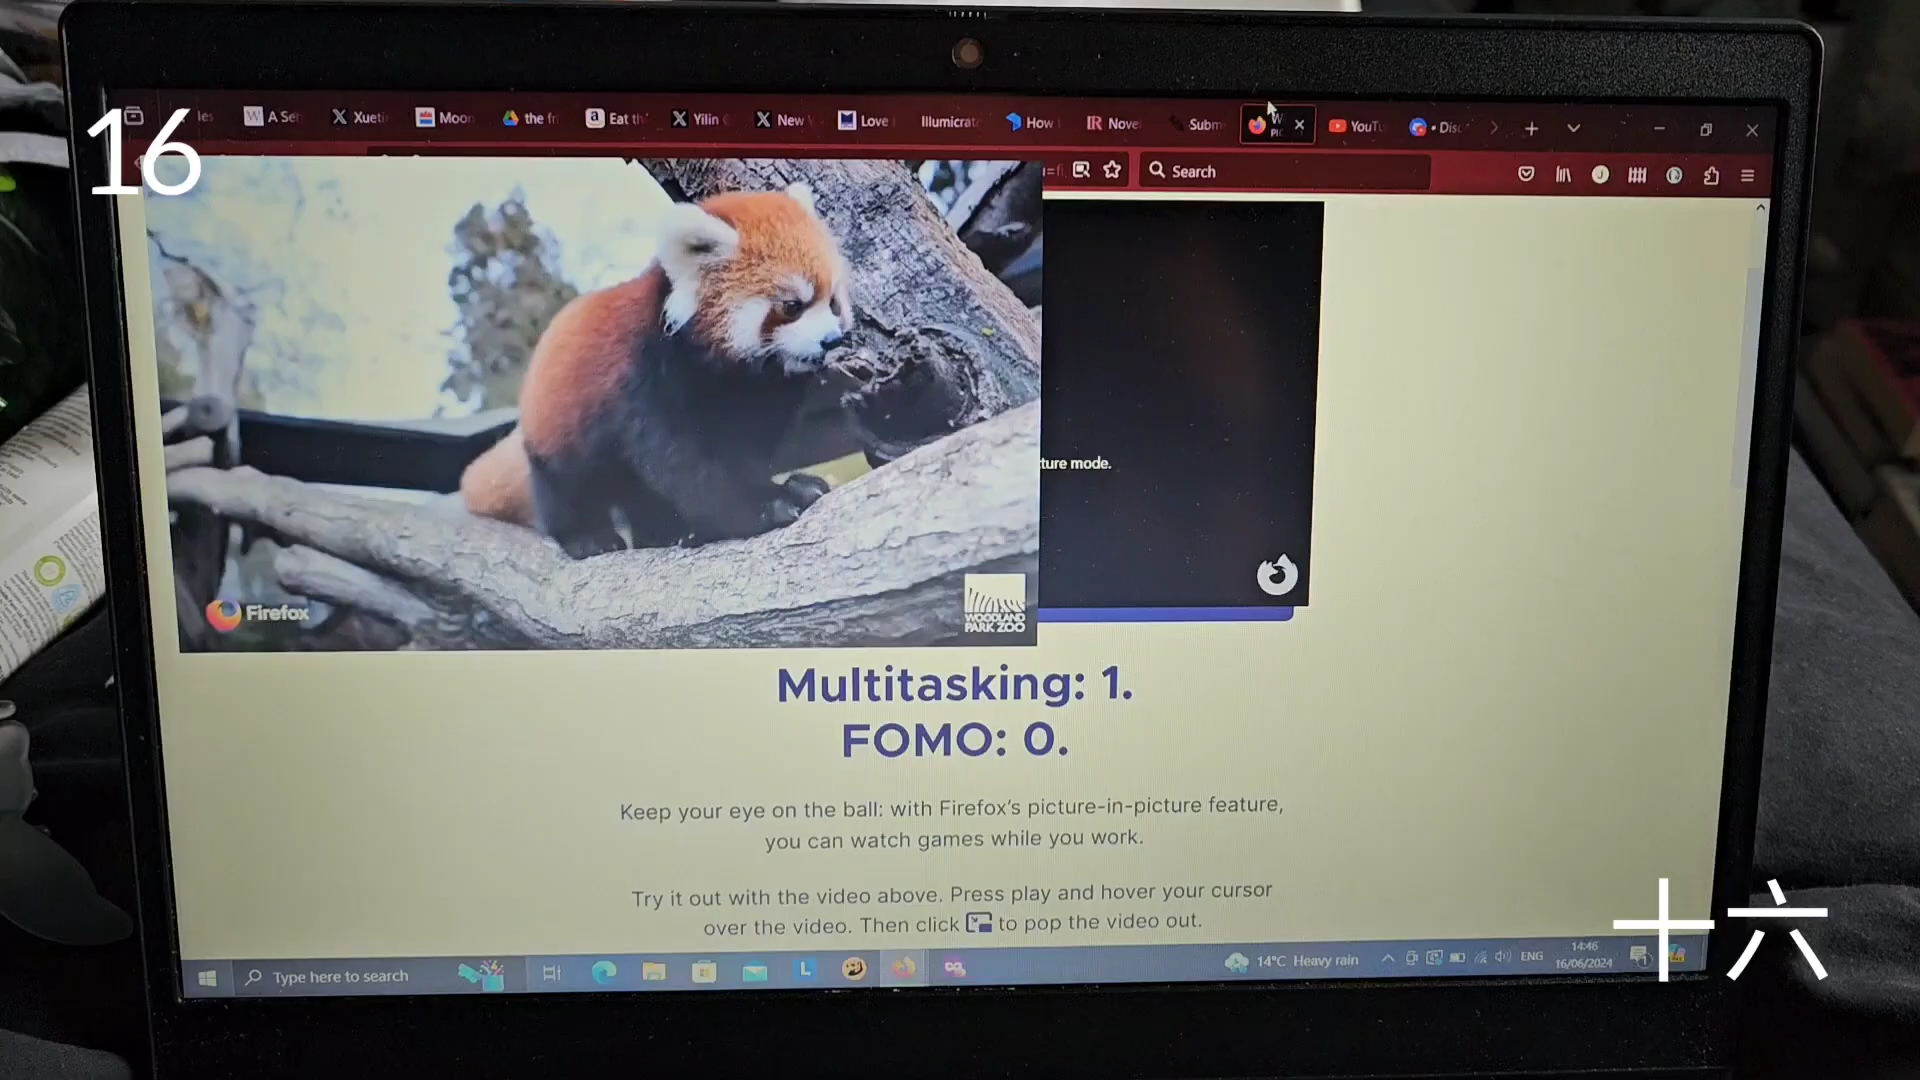 16
A Se
Xueti
Moon
the fr
Eat th
Yilin
New
Love
Illumicrat
How
Nove
Subm
YouTu
Disc
Search
ture mode.
Firefox
WOODLAND
PARK ZOO
Multitasking: 1.
FOMO: 0.
Keep your eye on the ball: with Firefox's picture-in-picture feature,
you can watch games while you work.
Try it out with the video above. Press play and hover your cursor
over the video. Then click to pop the video out.
十六
Type here to search
14°C Heavy rain
ENG
14:46
16/06/2024